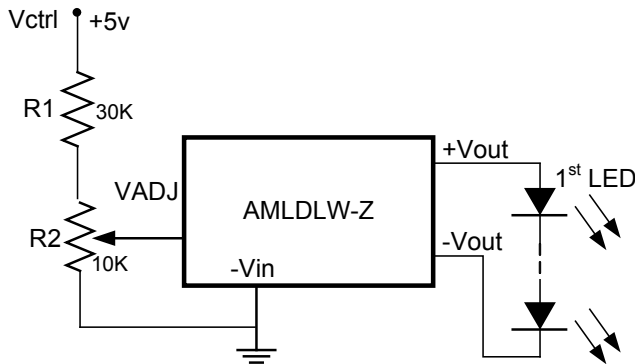 Vctrl +5v
R1 30K
VADJ
R2 10K
AMLDLW-Z
-Vin
+Vout
1st LED
-Vout